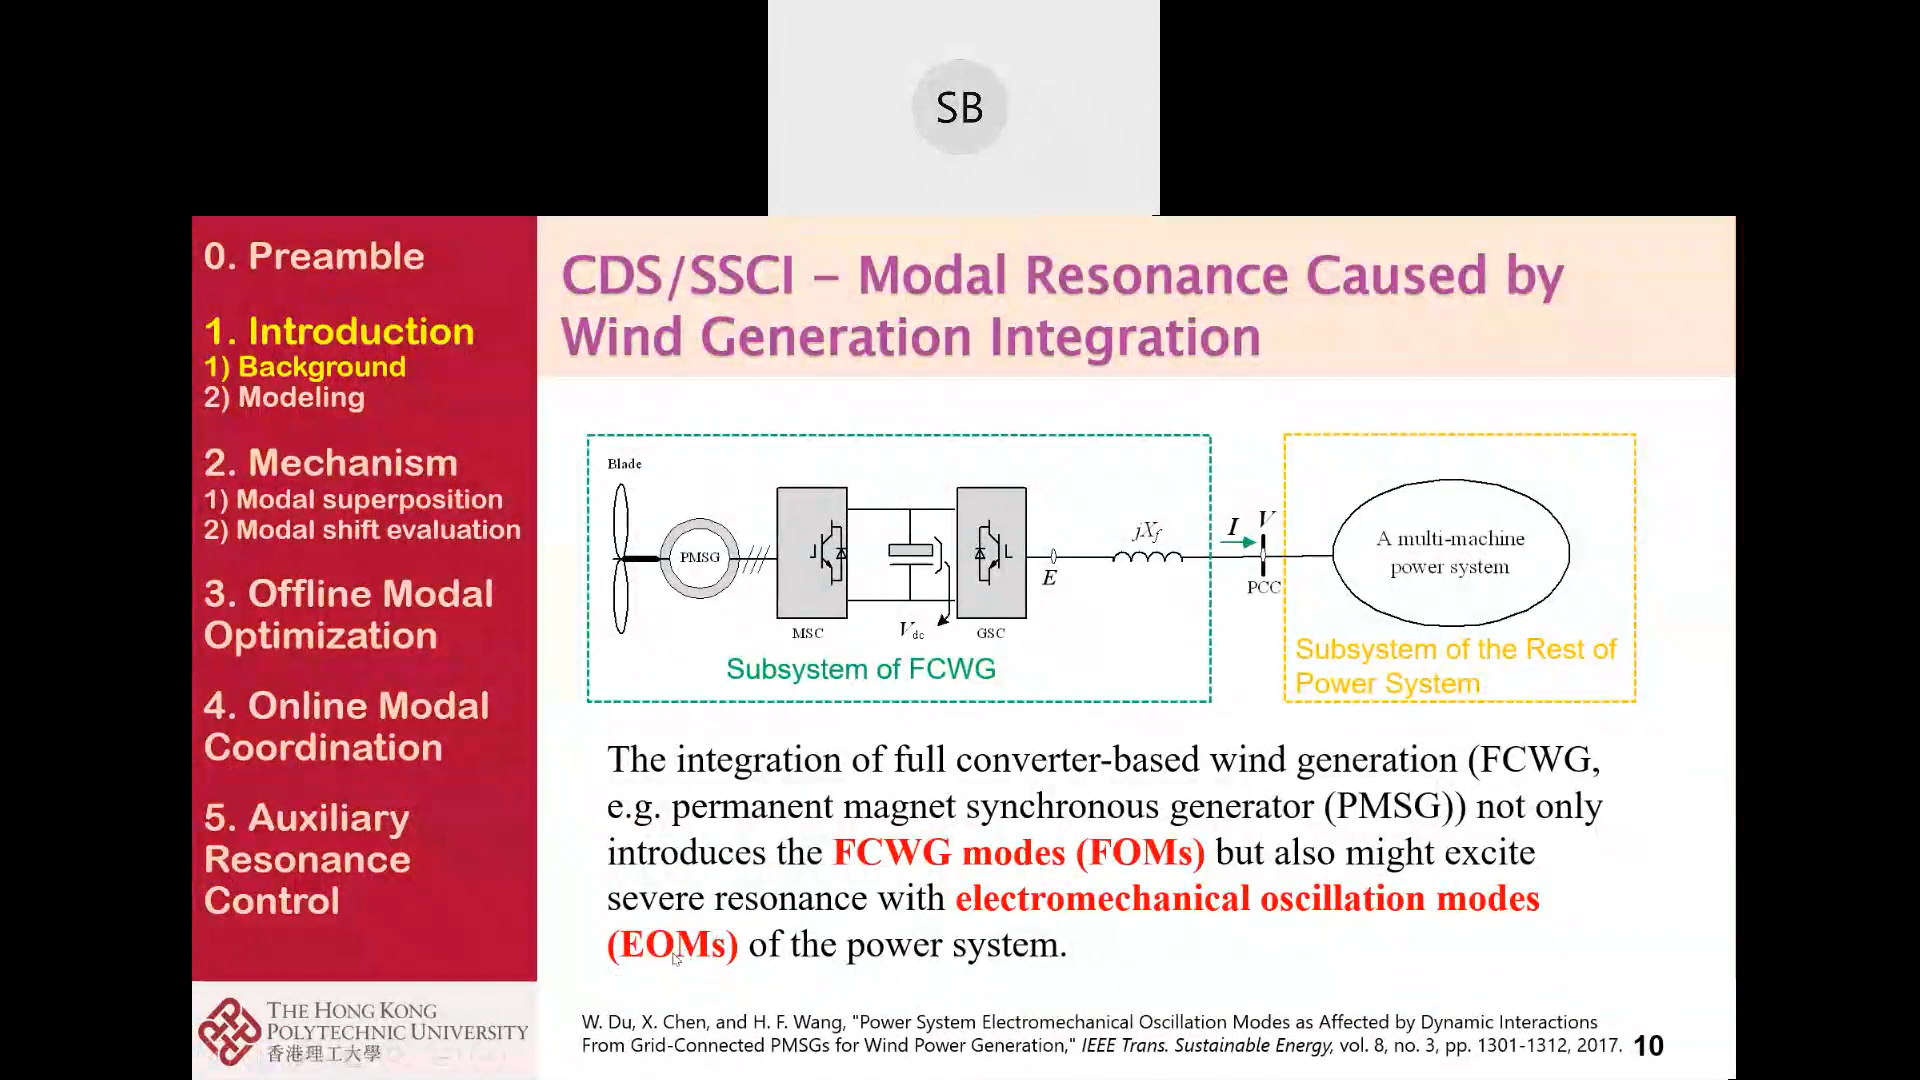 SB
0. Preamble
1. Introduction
1) Background
2) Modeling
2. Mechanism
1) Modal superposition
2) Modal shift evaluation
3. Offline Modal
Optimization
4. Online Modal
Coordination
5. Auxiliary
Resonance
Control
THE HONG KONG
POLYTECHNIC UNIVERSITY
香港理工大學
CDS/SSCI – Modal Resonance Caused by
Wind Generation Integration
Blade
PMSG
MSC
Vdc
GSC
E
jXf
I
V
PCC
A multi-machine
power system
Subsystem of FCWG
Subsystem of the Rest of
Power System
The integration of full converter-based wind generation (FCWG,
e.g. permanent magnet synchronous generator (PMSG)) not only
introduces the FCWG modes (FOMs) but also might excite
severe resonance with electromechanical oscillation modes
(EOMs) of the power system.
W. Du, X. Chen, and H. F. Wang, "Power System Electromechanical Oscillation Modes as Affected by Dynamic Interactions
From Grid-Connected PMSGs for Wind Power Generation," IEEE Trans. Sustainable Energy, vol. 8, no. 3, pp. 1301-1312, 2017.
10